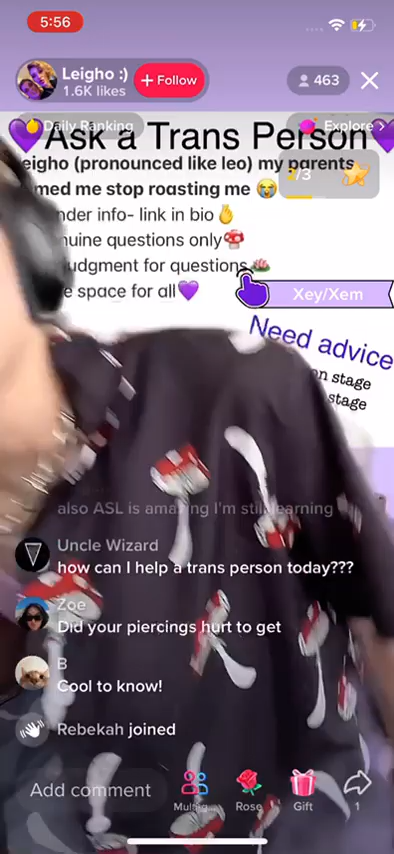 5:56
Leigho :)
1.6K likes
+ Follow
463
Daily Ranking
Explore >
Ask a Trans Person
eigho (pronounced like leo) my parents
med me stop roasting me 😭
/3
nder info- link in bio🫰
nuine questions only🍄
udgment for questions🪷
e space for all💜
Xey/Xem
Need advice
on stage
stage
also ASL is amazing I'm still learning
Uncle Wizard
how can I help a trans person today???
Zoe
Did your piercings hurt to get
B
Cool to know!
Rebekah joined
Add comment
Multi-g...
Rose
Gift
1